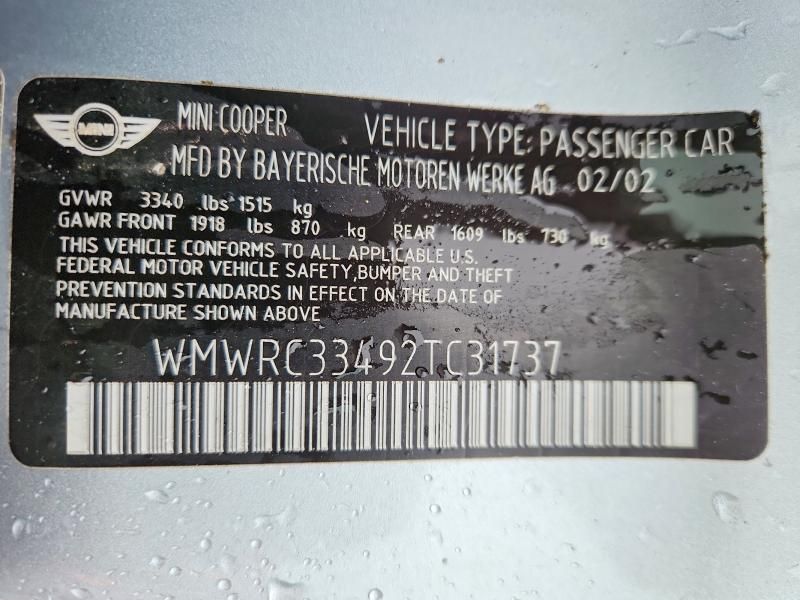 MINI
MINI COOPER VEHICLE TYPE: PASSENGER CAR
MFD BY BAYERISCHE MOTOREN WERKE AG 02/02
GVWR 3340 lbs 1515 kg
GAWR FRONT 1918 lbs 870 kg REAR 1609 lbs 730 kg
THIS VEHICLE CONFORMS TO ALL APPLICABLE U.S.
FEDERAL MOTOR VEHICLE SAFETY,BUMPER AND THEFT
PREVENTION STANDARDS IN EFFECT ON THE DATE OF
MANUFACTURE SHOWN ABOVE
WMWRC33492TC31737